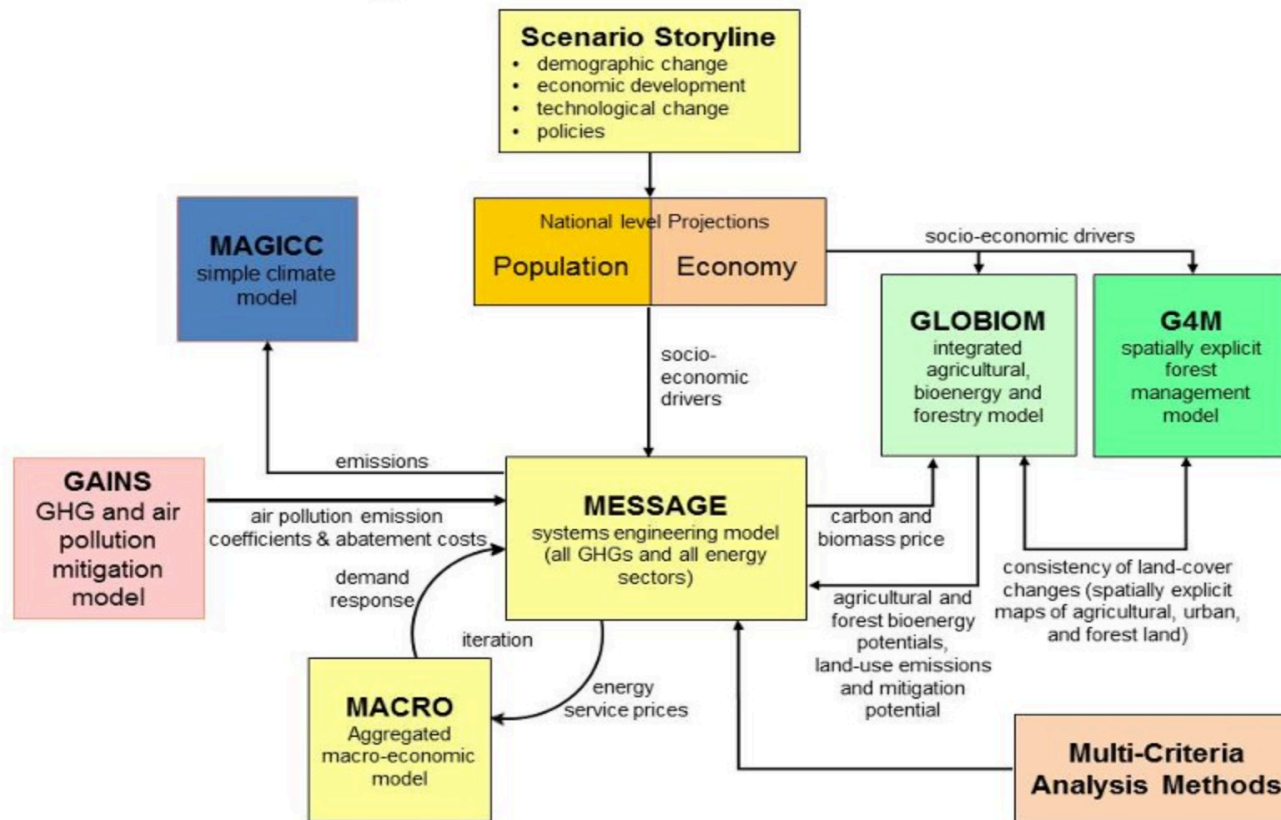 Scenario Storyline
• demographic change
• economic development
• technological change
• policies
National level Projections
Population
Economy
socio-economic drivers
MAGICC
simple climate
model
GLOBIOM
integrated
agricultural,
bioenergy and
forestry model
G4M
spatially explicit
forest
management
model
socio-
economic
drivers
emissions
GAINS
GHG and air
pollution
mitigation
model
air pollution emission
coefficients & abatement costs
MESSAGE
systems engineering model
(all GHGs and all energy
sectors)
carbon and
biomass price
consistency of land-cover
changes (spatially explicit
maps of agricultural, urban,
and forest land)
demand
response
iteration
agricultural and
forest bioenergy
potentials,
land-use emissions
and mitigation
potential
energy
service prices
MACRO
Aggregated
macro-economic
model
Multi-Criteria
Analysis Methods